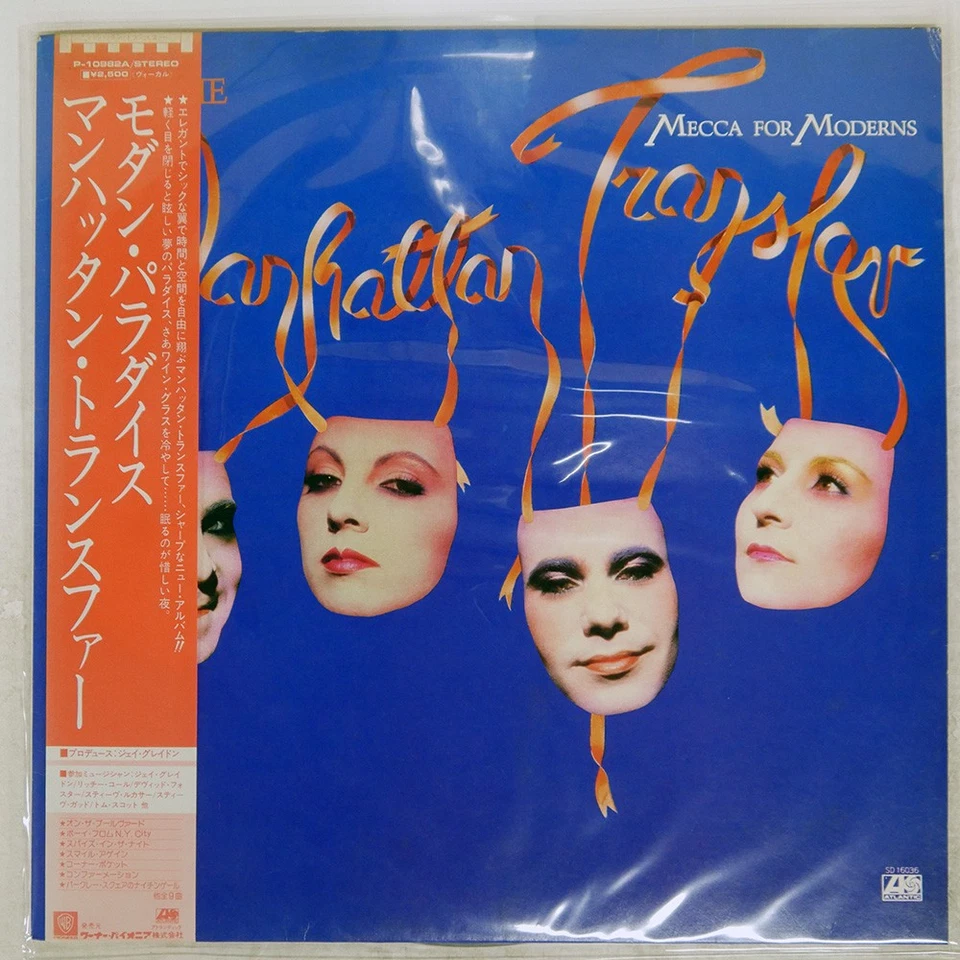 P-10982A/STEREO
■¥2,500（ヴォーカル）
モダン・パラダイス
マンハッタン・トランスファー
★エレガントでシックな翼で時間と空間を自由に翔ぶマンハッタン・トランスファー、シャープなニュー・アルバム!!
★軽く目を閉じると眩しい夢のパラダイス、さあワイン・グラスを冷やして……眠るのが惜しい夜。
■プロデュース：ジェイ・グレイドン
■参加ミュージシャン：ジェイ・グレイ
ドン/リッチー・コール/デヴィッド・フォ
スター/スティーヴ・ルカサー/スティー
ヴ・ガッド/トム・スコット 他
★オン・ザ・ブールヴァード
★ボーイ・フロム N.Y. City
★スパイズ・イン・ザ・ナイト
★スマイル・アゲイン
★コーナー・ポケット
★コンファーメーション
★バークレー・スクェアのナイチンゲール
他全9曲
発売元
ワーナー・パイオニア株式会社
MECCA FOR MODERNS
anhattan
Transfer
SD 16036
ATLANTIC